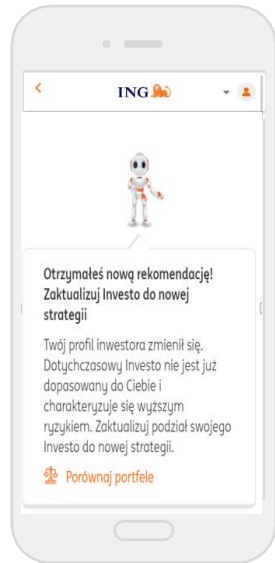 ING
Otrzymałeś nową rekomendację!
Zaktualizuj Investo do nowej
strategii
Twój profil inwestora zmienił się.
Dotychczasowy Investo nie jest już
dopasowany do Ciebie i
charakteryzuje się wyższym
ryzykiem. Zaktualizuj podział swojego
Investo do nowej strategii.
Porównaj portfele